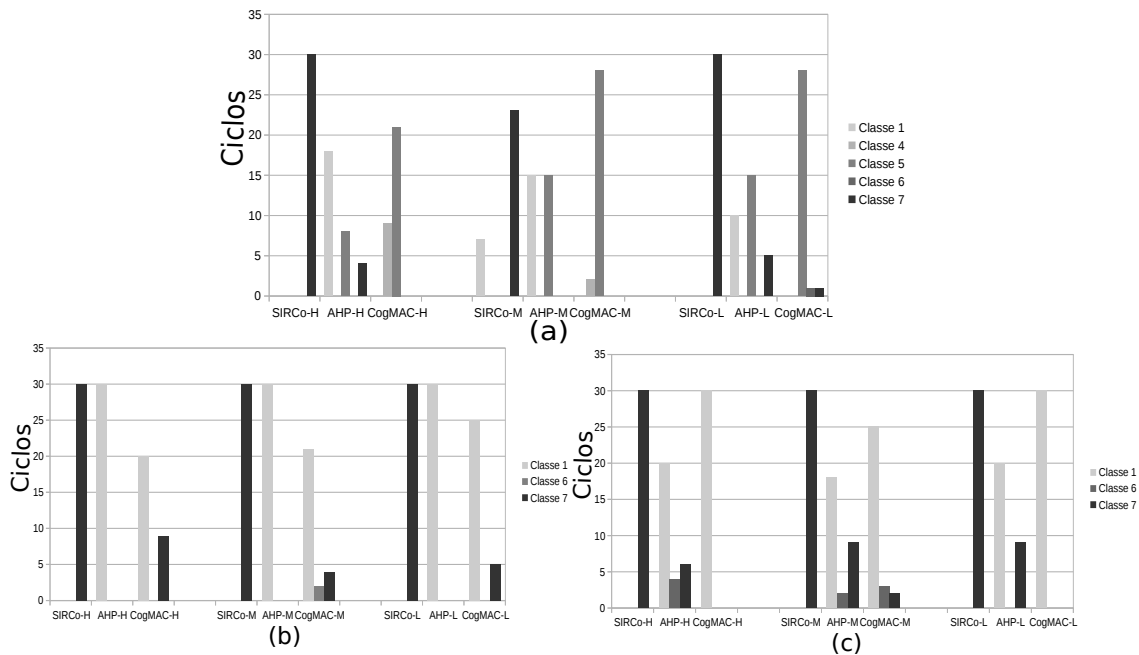 35
30
25
20
15
10
5
0
Ciclos
SIRCo-H AHP-H CogMAC-H SIRCo-M AHP-M CogMAC-M SIRCo-L AHP-L CogMAC-L
Classe 1
Classe 4
Classe 5
Classe 6
Classe 7
(a)
35
30
25
20
15
10
5
0
Ciclos
SIRCo-H AHP-H CogMAC-H SIRCo-M AHP-M CogMAC-M SIRCo-L AHP-L CogMAC-L
Classe 1
Classe 6
Classe 7
(b)
35
30
25
20
15
10
5
0
Ciclos
SIRCo-H AHP-H CogMAC-H SIRCo-M AHP-M CogMAC-M SIRCo-L AHP-L CogMAC-L
Classe 1
Classe 6
Classe 7
(c)